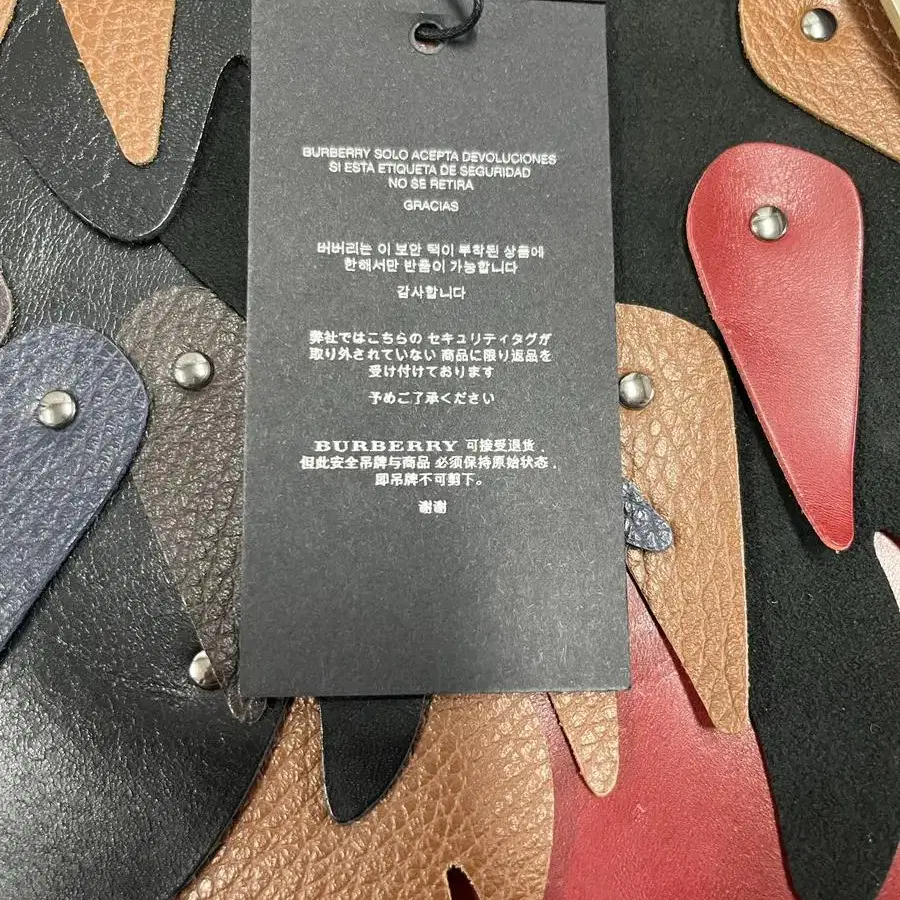 BURBERRY SOLO ACEPTA DEVOLUCIONES
SI ESTA ETIQUETA DE SEGURIDAD
NO SE RETIRA
GRACIAS
버버리는 이 보안 택이 부착된 상품에
한해서만 반품이 가능합니다
감사합니다
弊社ではこちらの セキュリティタグが
取り外されていない 商品に限り返品を
受け付けております
予めご了承ください
BURBERRY 可接受退货
但此安全吊牌与商品 必须保持原始状态 ,
即吊牌不可剪下。
谢谢